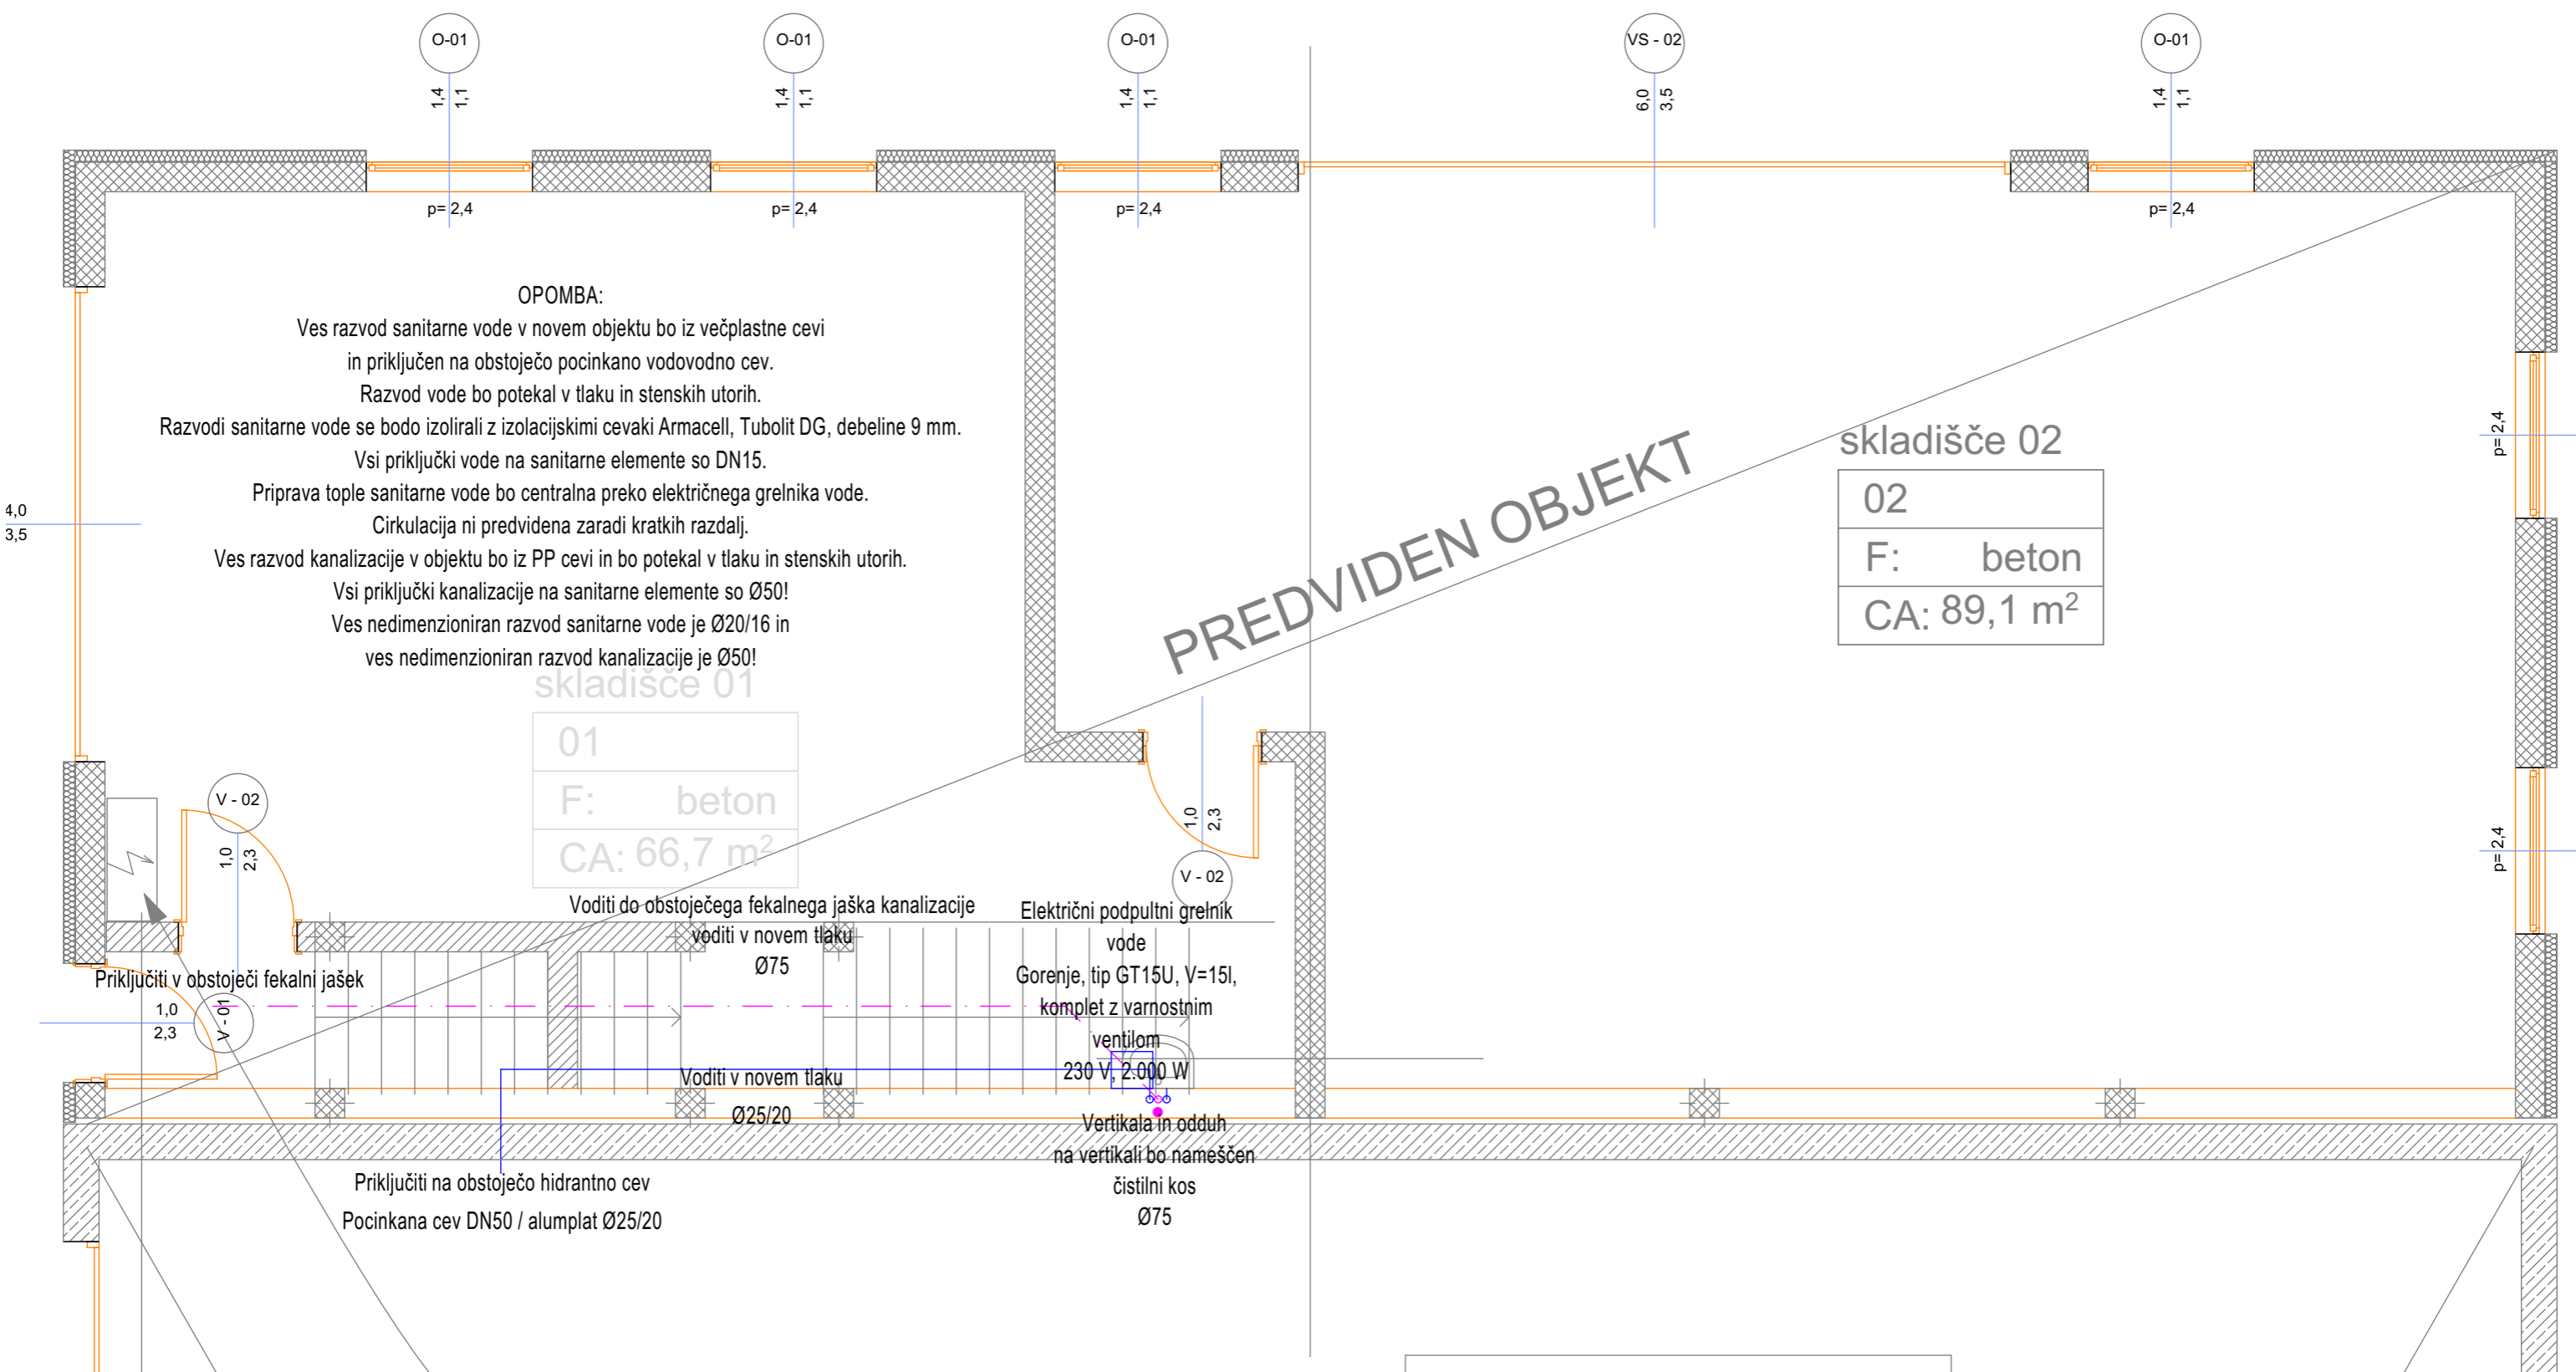 O-01
O-01
O-01
VS - 02
O-01
1,4
1,1
1,4
1,1
1,4
1,1
6,0
3,5
1,4
1,1
p= 2,4
p= 2,4
p= 2,4
p= 2,4
OPOMBA:
Ves razvod sanitarne vode v novem objektu bo iz večplastne cevi
in priključen na obstoječo pocinkano vodovodno cev.
Razvod vode bo potekal v tlaku in stenskih utorih.
Razvodi sanitarne vode se bodo izolirali z izolacijskimi cevaki Armacell, Tubolit DG, debeline 9 mm.
Vsi priključki vode na sanitarne elemente so DN15.
Priprava tople sanitarne vode bo centralna preko električnega grelnika vode.
Cirkulacija ni predvidena zaradi kratkih razdalj.
Ves razvod kanalizacije v objektu bo iz PP cevi in bo potekal v tlaku in stenskih utorih.
Vsi priključki kanalizacije na sanitarne elemente so Ø50!
Ves nedimenzioniran razvod sanitarne vode je Ø20/16 in
ves nedimenzioniran razvod kanalizacije je Ø50!
4,0
3,5
PREDVIDEN OBJEKT
skladišče 02
02
F: beton
CA: 89,1 m²
p= 2,4
p= 2,4
skladišče 01
01
F: beton
CA: 66,7 m²
V - 02
1,0
2,3
1,0
2,3
V - 02
Voditi do obstoječega fekalnega jaška kanalizacije
voditi v novem tlaku
Ø75
Električni podpultni grelnik
vode
Gorenje, tip GT15U, V=15l,
komplet z varnostnim
ventilom
230 V, 2.000 W
Priključiti v obstoječi fekalni jašek
1,0
2,3
V - 01
Voditi v novem tlaku
Ø25/20
Vertikala in odduh
na vertikali bo nameščen
čistilni kos
Ø75
Priključiti na obstoječo hidrantno cev
Pocinkana cev DN50 / alumplat Ø25/20